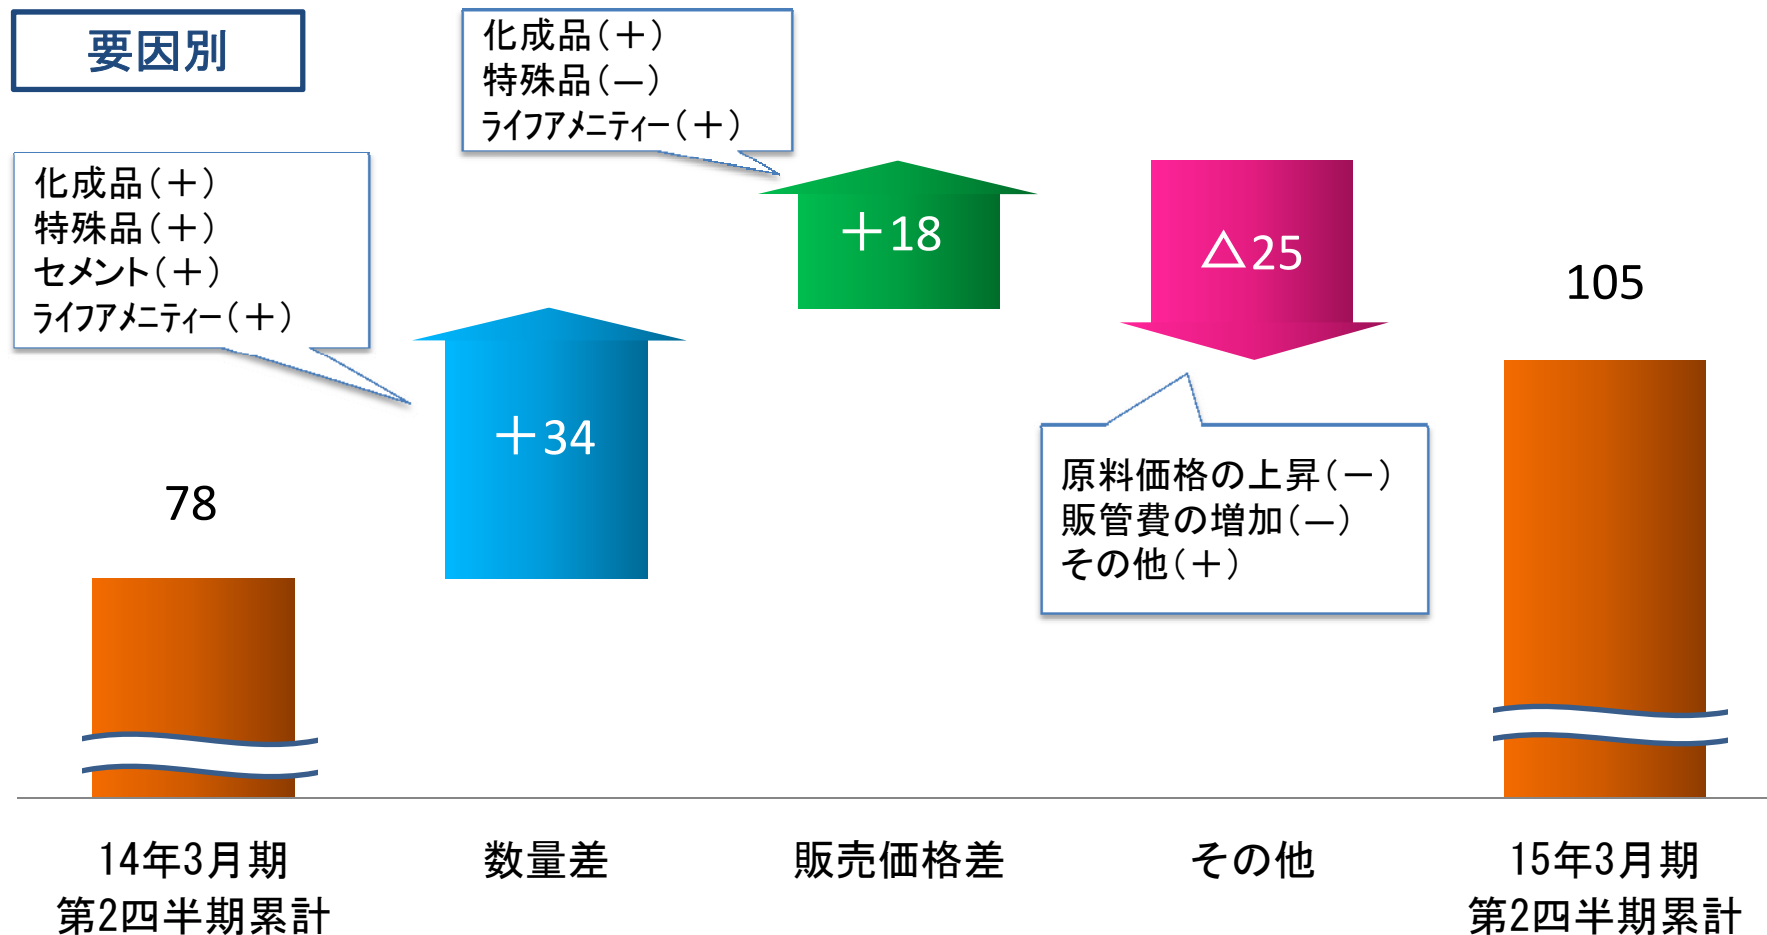 要因別
化成品(＋)
特殊品(―)
ライフアメニティー(＋)
化成品(＋)
特殊品(＋)
セメント(＋)
ライフアメニティー(＋)
＋18
△25
105
＋34
78
原料価格の上昇(－)
販管費の増加(―)
その他(＋)
14年3月期
第2四半期累計
数量差
販売価格差
その他
15年3月期
第2四半期累計